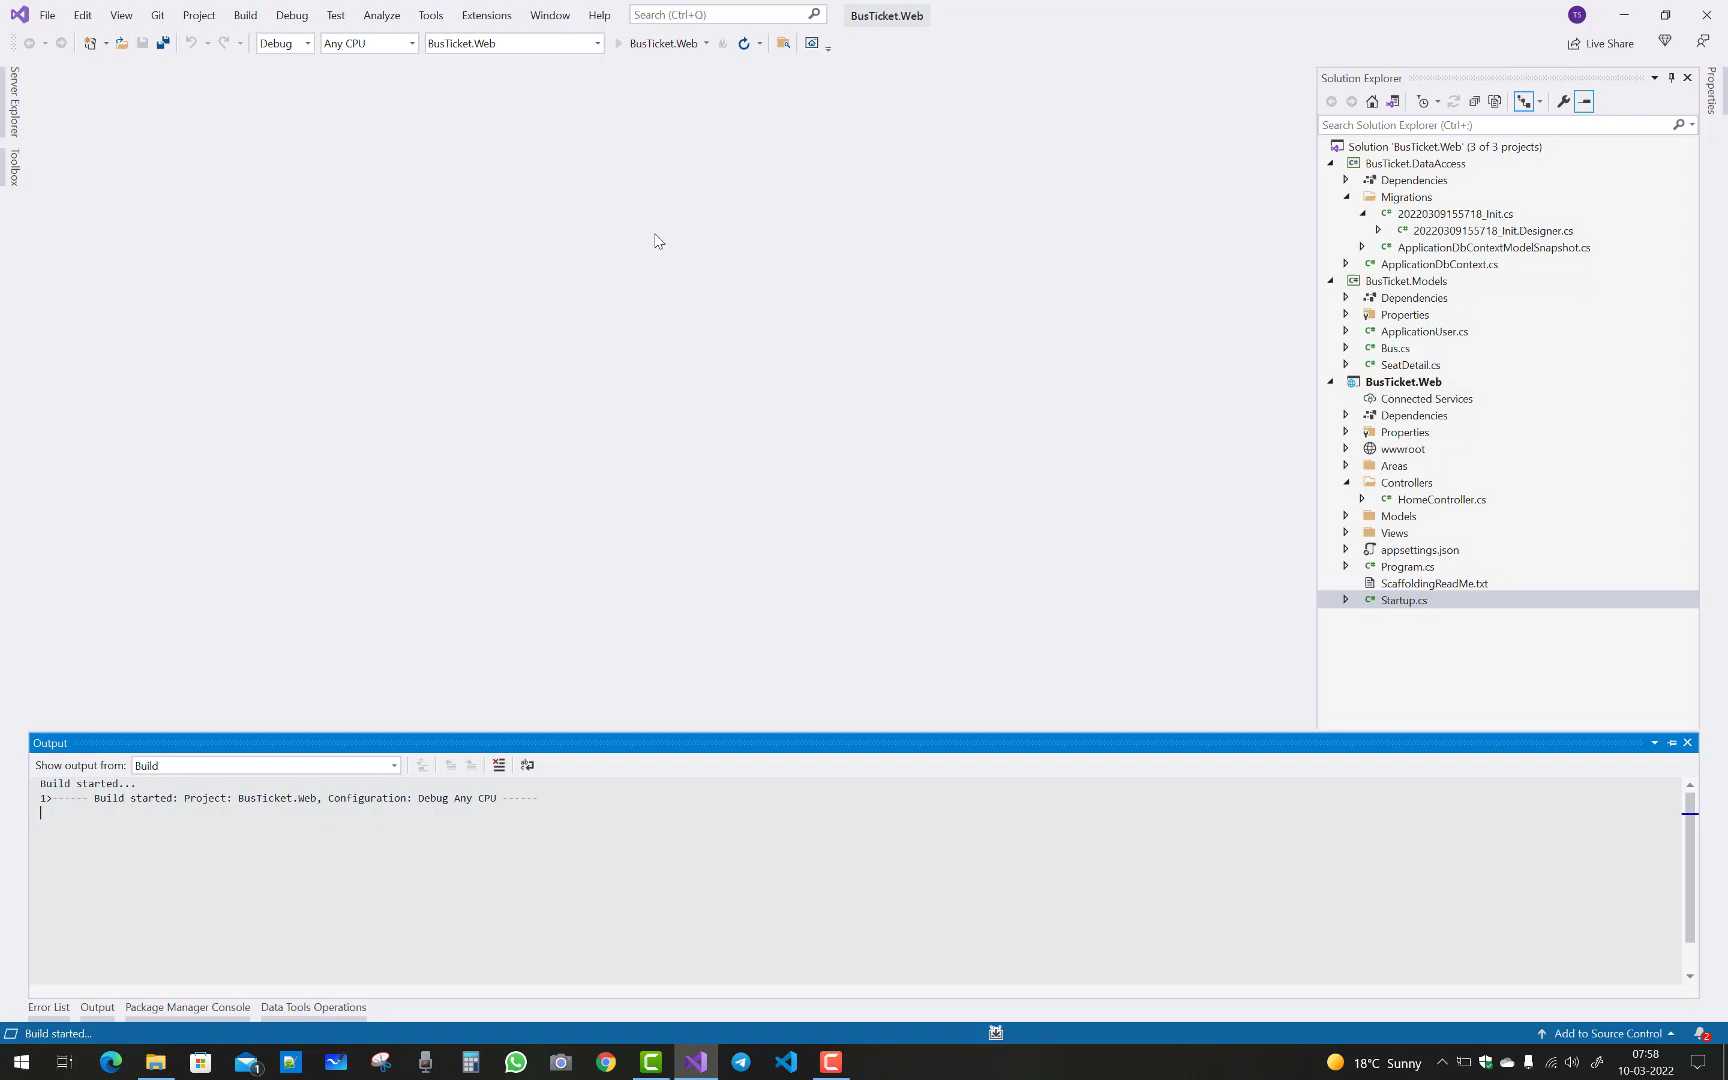 File Edit View Git Project Build Debug Test Analyze Tools Extensions Window Help Search (Ctrl+Q) BusTicket.Web TS
Debug Any CPU BusTicket.Web BusTicket.Web Live Share
Server Explorer
Toolbox
Solution Explorer
Properties
Search Solution Explorer (Ctrl+;)
Solution 'BusTicket.Web' (3 of 3 projects)
BusTicket.DataAccess
Dependencies
Migrations
20220309155718_Init.cs
20220309155718_Init.Designer.cs
ApplicationDbContextModelSnapshot.cs
ApplicationDbContext.cs
BusTicket.Models
Dependencies
Properties
ApplicationUser.cs
Bus.cs
SeatDetail.cs
BusTicket.Web
Connected Services
Dependencies
Properties
wwwroot
Areas
Controllers
HomeController.cs
Models
Views
appsettings.json
Program.cs
ScaffoldingReadMe.txt
Startup.cs
Output
Show output from: Build
Build started...
1>------ Build started: Project: BusTicket.Web, Configuration: Debug Any CPU ------
Error List Output Package Manager Console Data Tools Operations
Build started... Add to Source Control 2
1 18°C Sunny 07:58
10-03-2022